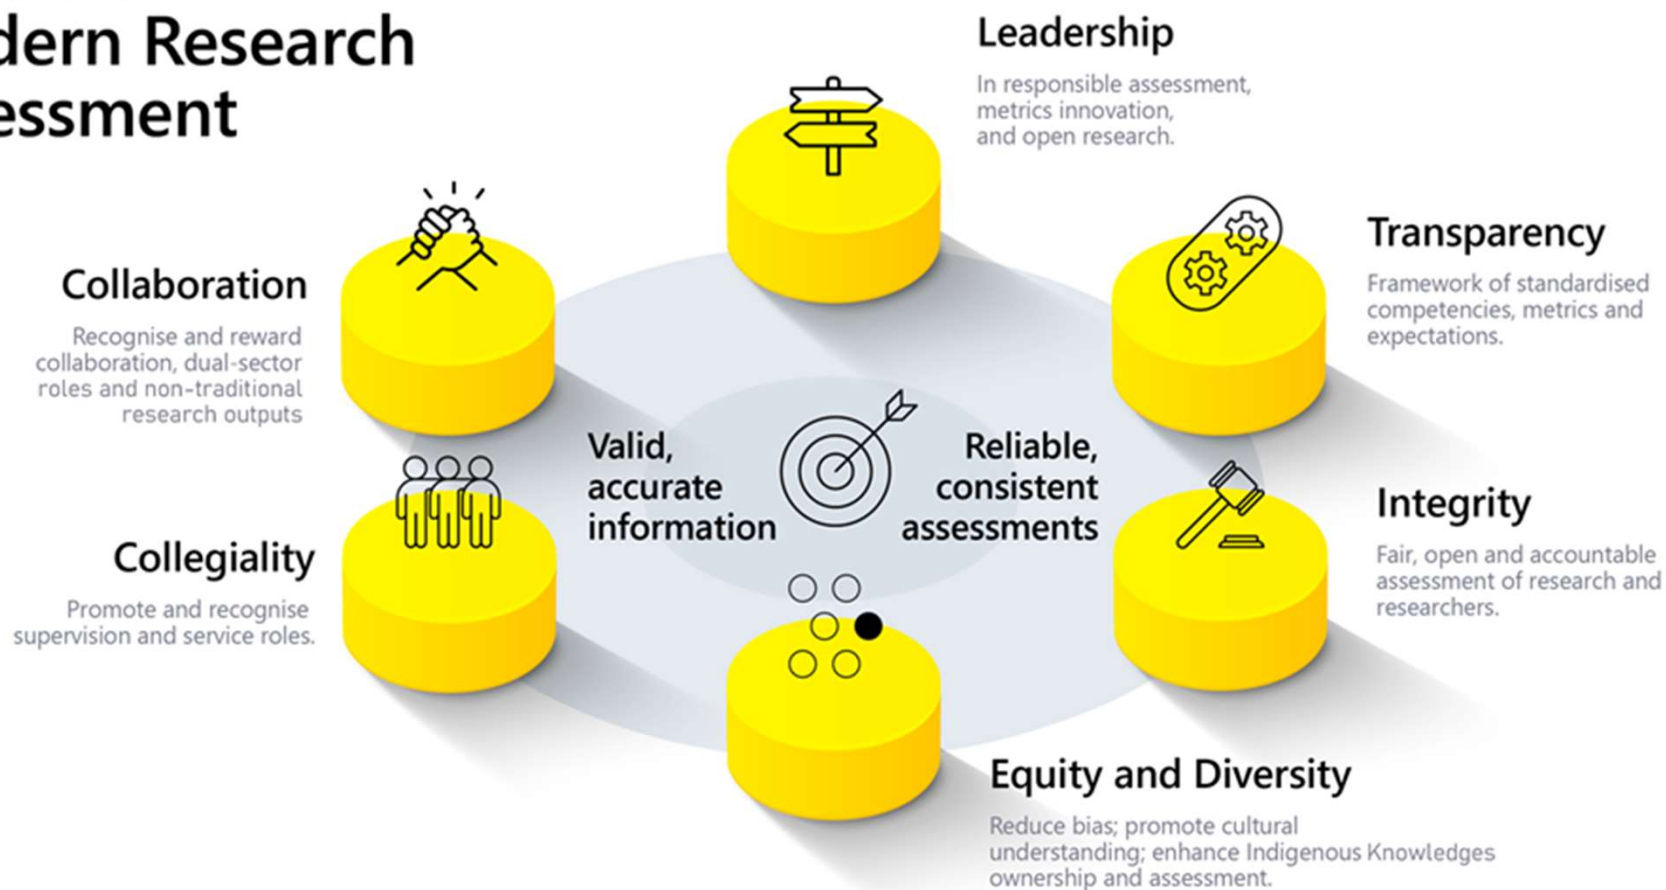 dern Research
essment
Leadership
In responsible assessment,
metrics innovation,
and open research.
Transparency
Framework of standardised
competencies, metrics and
expectations.
Collaboration
Recognise and reward
collaboration, dual-sector
roles and non-traditional
research outputs
Valid,
accurate
information
Reliable,
consistent
assessments
Integrity
Fair, open and accountable
assessment of research and
researchers.
Collegiality
Promote and recognise
supervision and service roles.
Equity and Diversity
Reduce bias; promote cultural
understanding; enhance Indigenous Knowledges
ownership and assessment.